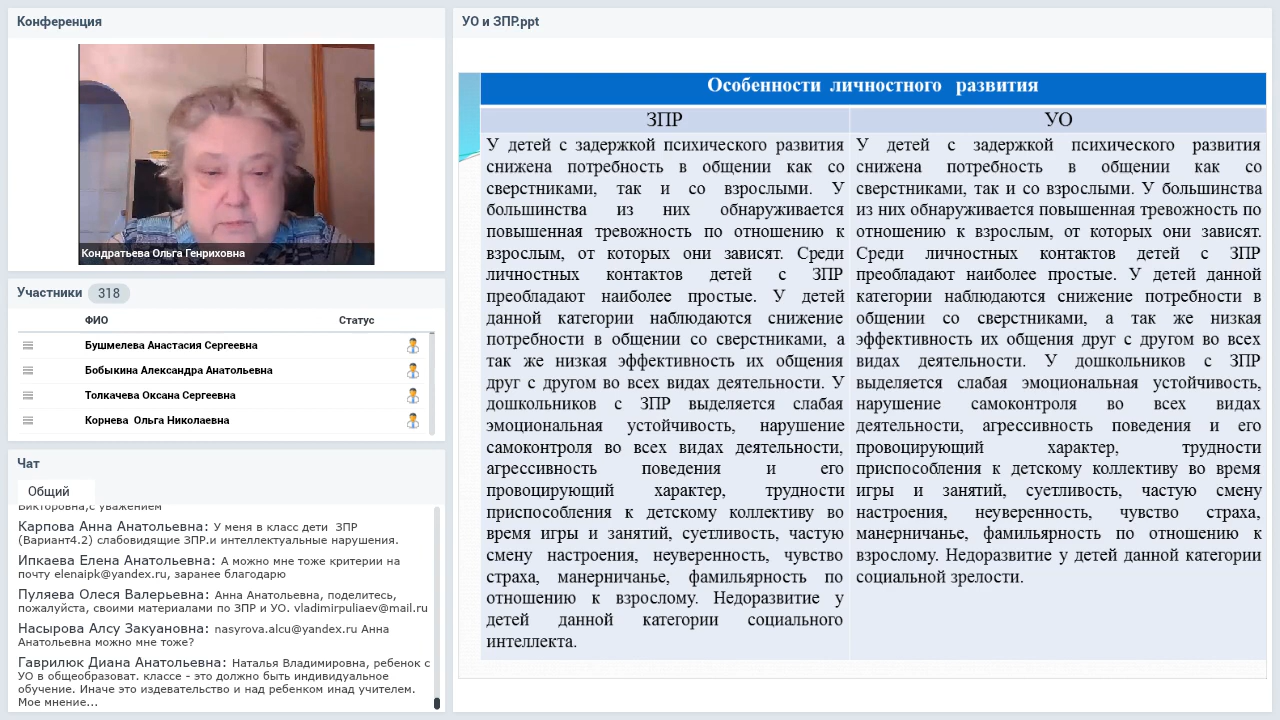 Конференция
Кондратьева Ольга Генриховна
Участники 318
ФИО Статус
Бушмелева Анастасия Сергеевна
Бобыкина Александра Анатольевна
Толкачева Оксана Сергеевна
Корнева Ольга Николаевна
Чат
Общий
Викторовна,с уважением
Карпова Анна Анатольевна: У меня в класс дети ЗПР
(Вариант4.2) слабовидящие ЗПР.и интеллектуальные нарушения.
Ипкаева Елена Анатольевна: А можно мне тоже критерии на
почту elenaipk@yandex.ru, заранее благодарю
Пуляева Олеся Валерьевна: Анна Анатольевна, поделитесь,
пожалуйста, своими материалами по ЗПР и УО. vladimirpuliaev@mail.ru
Насырова Алсу Закуановна: nasyrova.alcu@yandex.ru Анна
Анатольевна можно мне тоже?
Гаврилюк Диана Анатольевна: Наталья Владимировна, ребенок с
УО в общеобразоват. классе - это должно быть индивидуальное
обучение. Иначе это издевательство и над ребенком инад учителем.
Мое мнение...
УО и ЗПР.ppt
Особенности личностного развития
ЗПР
У детей с задержкой психического развития
снижена потребность в общении как со
сверстниками, так и со взрослыми. У
большинства из них обнаруживается
повышенная тревожность по отношению к
взрослым, от которых они зависят. Среди
личностных контактов детей с ЗПР
преобладают наиболее простые. У детей
данной категории наблюдаются снижение
потребности в общении со сверстниками, а
так же низкая эффективность их общения
друг с другом во всех видах деятельности. У
дошкольников с ЗПР выделяется слабая
эмоциональная устойчивость, нарушение
самоконтроля во всех видах деятельности,
агрессивность поведения и его
провоцирующий характер, трудности
приспособления к детскому коллективу во
время игры и занятий, суетливость, частую
смену настроения, неуверенность, чувство
страха, манерничанье, фамильярность по
отношению к взрослому. Недоразвитие у
детей данной категории социального
интеллекта.
УО
У детей с задержкой психического развития
снижена потребность в общении как со
сверстниками, так и со взрослыми. У большинства
из них обнаруживается повышенная тревожность по
отношению к взрослым, от которых они зависят.
Среди личностных контактов детей с ЗПР
преобладают наиболее простые. У детей данной
категории наблюдаются снижение потребности в
общении со сверстниками, а так же низкая
эффективность их общения друг с другом во всех
видах деятельности. У дошкольников с ЗПР
выделяется слабая эмоциональная устойчивость,
нарушение самоконтроля во всех видах
деятельности, агрессивность поведения и его
провоцирующий характер, трудности
приспособления к детскому коллективу во время
игры и занятий, суетливость, частую смену
настроения, неуверенность, чувство страха,
манерничанье, фамильярность по отношению к
взрослому. Недоразвитие у детей данной категории
социальной зрелости.